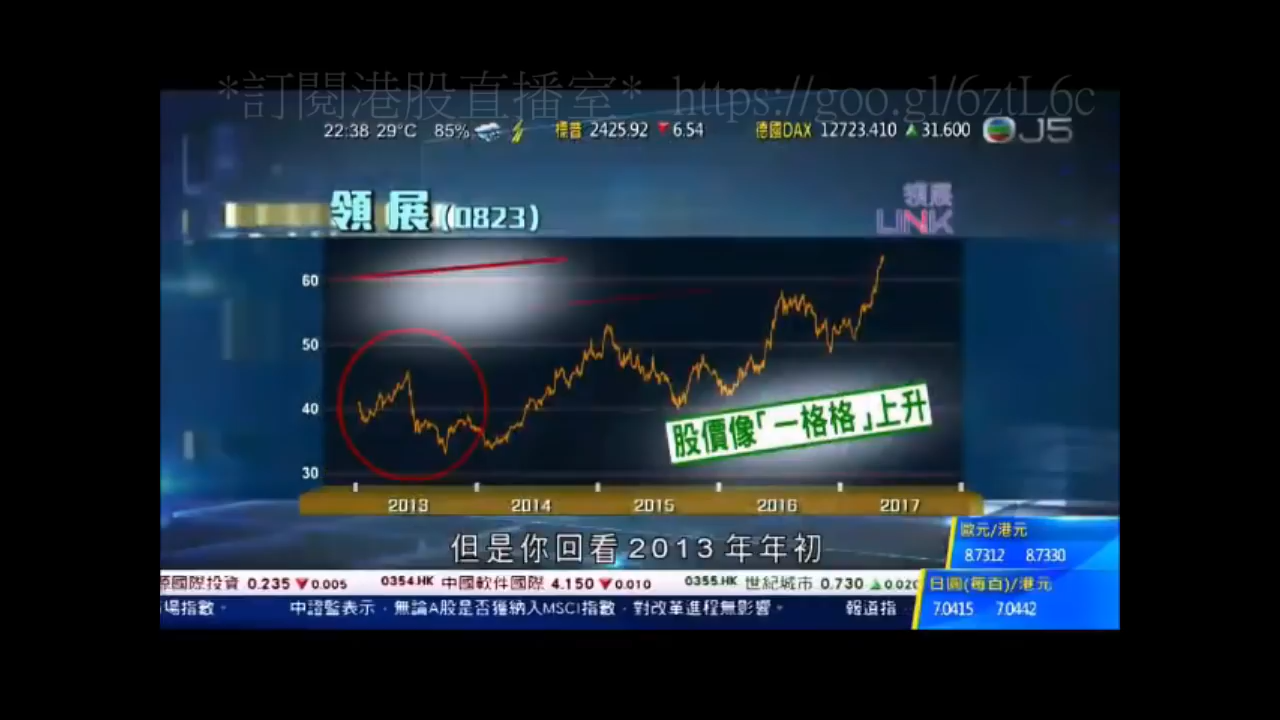 *訂閱港股直播室* https://goo.gl/6ztL6c
22:38 29°C 85% 標普 2425.92 ▼6.54 德國DAX 12723.410 ▲31.600 J5
領展(0823)
領展
LINK
60
50
40
30
股價像「一格格」上升
2013 2014 2015 2016 2017
但是你回看2013年年初
歐元/港元
8.7312 8.7330
國際投資 0.235 ▼0.005 0354.HK 中國軟件國際 4.150 ▼0.010 0355.HK 世紀城市 0.730 ▲0.020
日圓(每百)/港元
場指數。 中證監表示，無論A股是否獲納入MSCI指數，對改革進程無影響。 報道指
7.0415 7.0442